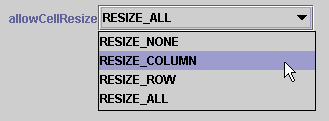 allowCellResize RESIZE_ALL
RESIZE_NONE
RESIZE_COLUMN
RESIZE_ROW
RESIZE_ALL